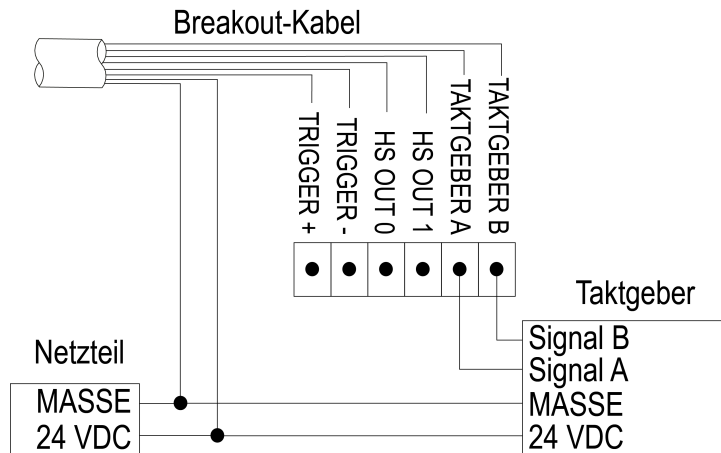 Breakout-Kabel
TRIGGER +
TRIGGER -
HS OUT 0
HS OUT 1
TAKTGEBER A
TAKTGEBER B
Taktgeber
Signal B
Signal A
MASSE
24 VDC
Netzteil
MASSE
24 VDC